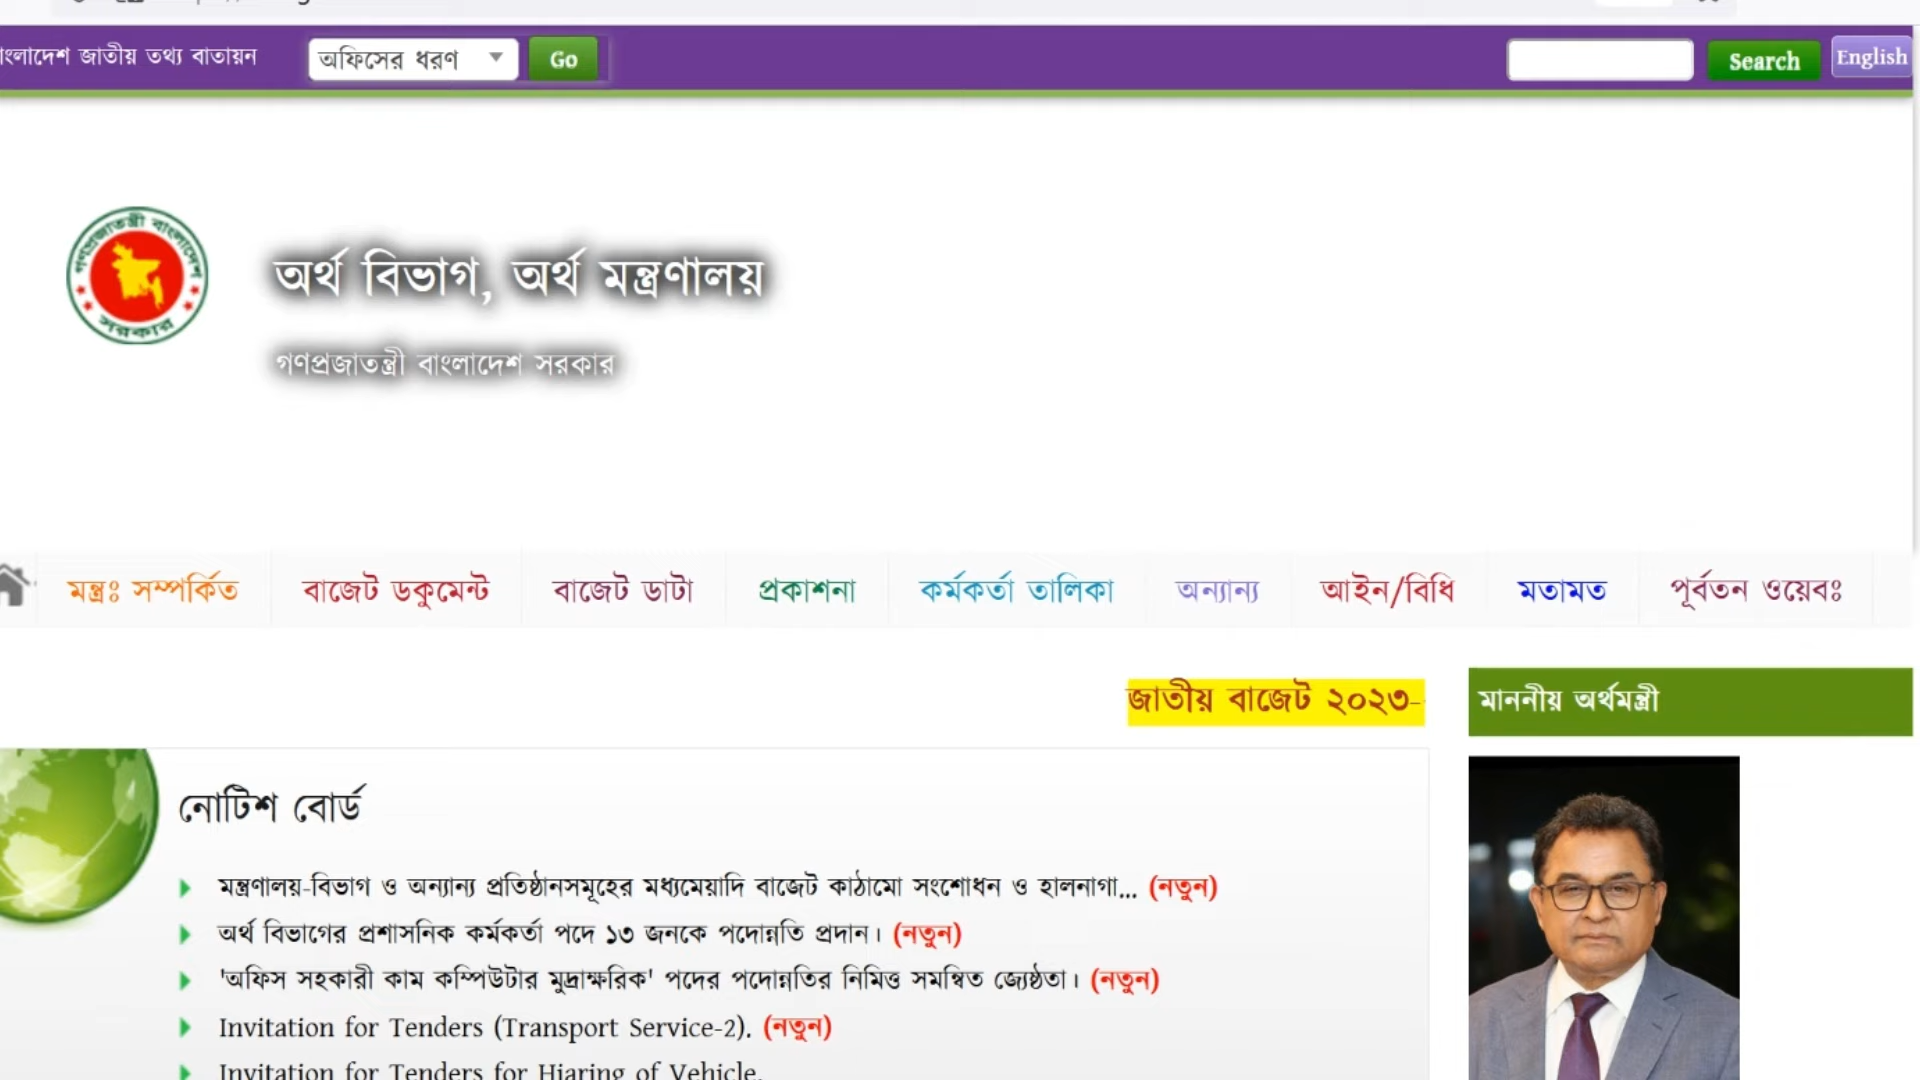 বাংলাদেশ জাতীয় তথ্য বাতায়ন
অফিসের ধরণ
Go
Search
English
গণপ্রজাতন্ত্রী বাংলাদেশ
সরকার
অর্থ বিভাগ, অর্থ মন্ত্রণালয়
গণপ্রজাতন্ত্রী বাংলাদেশ সরকার
মন্ত্রঃ সম্পর্কিত
বাজেট ডকুমেন্ট
বাজেট ডাটা
প্রকাশনা
কর্মকর্তা তালিকা
অন্যান্য
আইন/বিধি
মতামত
পূর্বতন ওয়েবঃ
জাতীয় বাজেট ২০২৩-
মাননীয় অর্থমন্ত্রী
নোটিশ বোর্ড
মন্ত্রণালয়-বিভাগ ও অন্যান্য প্রতিষ্ঠানসমূহের মধ্যমেয়াদি বাজেট কাঠামো সংশোধন ও হালনাগা... (নতুন)
অর্থ বিভাগের প্রশাসনিক কর্মকর্তা পদে ১৩ জনকে পদোন্নতি প্রদান। (নতুন)
'অফিস সহকারী কাম কম্পিউটার মুদ্রাক্ষরিক' পদের পদোন্নতির নিমিত্ত সমন্বিত জ্যেষ্ঠতা। (নতুন)
Invitation for Tenders (Transport Service-2). (নতুন)
Invitation for Tenders for Hiaring of Vehicle.